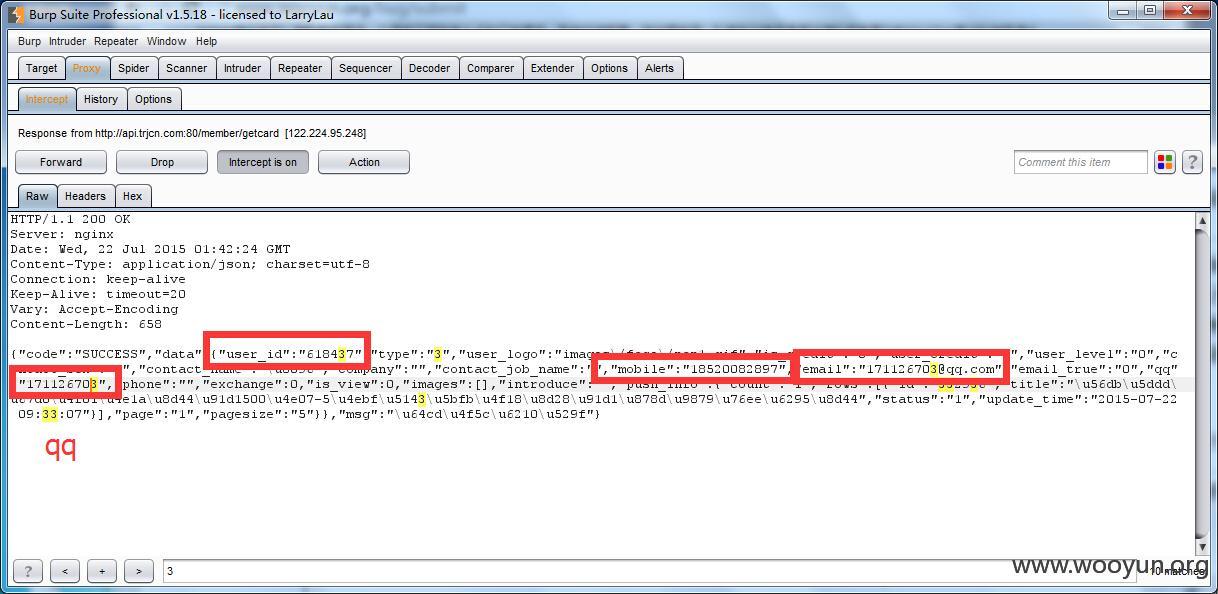 Burp Suite Professional v1.5.18 - licensed to LarryLau
Burp Intruder Repeater Window Help
Target Proxy Spider Scanner Intruder Repeater Sequencer Decoder Comparer Extender Options Alerts
Intercept History Options
Response from http://api.trjcn.com:80/member/getcard [122.224.95.248]
Forward Drop Intercept is on Action Comment this item ?
Raw Headers Hex
HTTP/1.1 200 OK
Server: nginx
Date: Wed, 22 Jul 2015 01:42:24 GMT
Content-Type: application/json; charset=utf-8
Connection: keep-alive
Keep-Alive: timeout=20
Vary: Accept-Encoding
Content-Length: 658
{"code":"SUCCESS","data" {"user_id":"618437" "type":"3","user_logo":"images ,"user_level":"0","c
company":"","contact_job_name":" ","mobile":"18520082897", "email":"171126703@qq.com" "email_true":"0","qq"
"171126703", phone":"","exchange":0,"is_view":0,"images":[],"introduce": title":"\u56db\u5ddd\
\u8d44\u91d1500\u4e07-5\u4ebf\u5143\u5bfb\u4f18\u8d28\u91d1\u878d\u9879\u76ee\u6295\u8d44","status":"1","update_time":"2015-07-22
09:33:07"}],"page":"1","pagesize":"5"}},"msg":"\u64cd\u4f5c\u6210\u529f"}
qq
? < + > 3 matches
www.wooyun.org